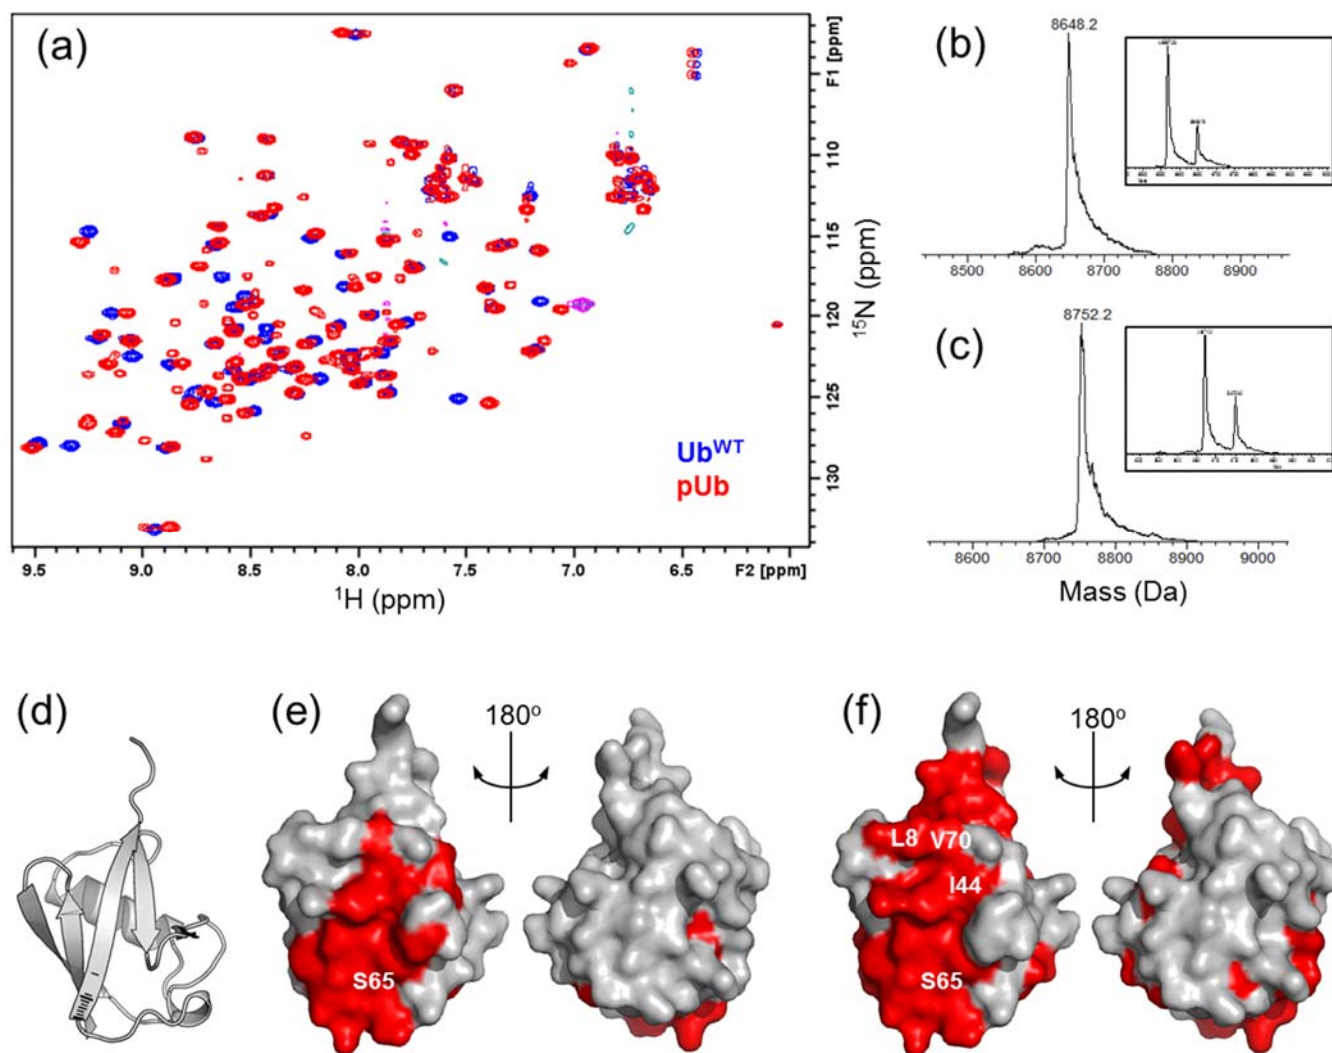 (a)
F1 [ppm]
110
115
120
125
130
¹⁵N (ppm)
Ub^WT
pUb
9.5 9.0 8.5 8.0 7.5 7.0 6.5 F2 [ppm]
¹H (ppm)
(b)
8648.2
8500 8600 8700 8800 8900
(c)
8752.2
8600 8700 8800 8900 9000
Mass (Da)
(d)
(e)
180°
S65
(f)
180°
L8 V70
I44
S65